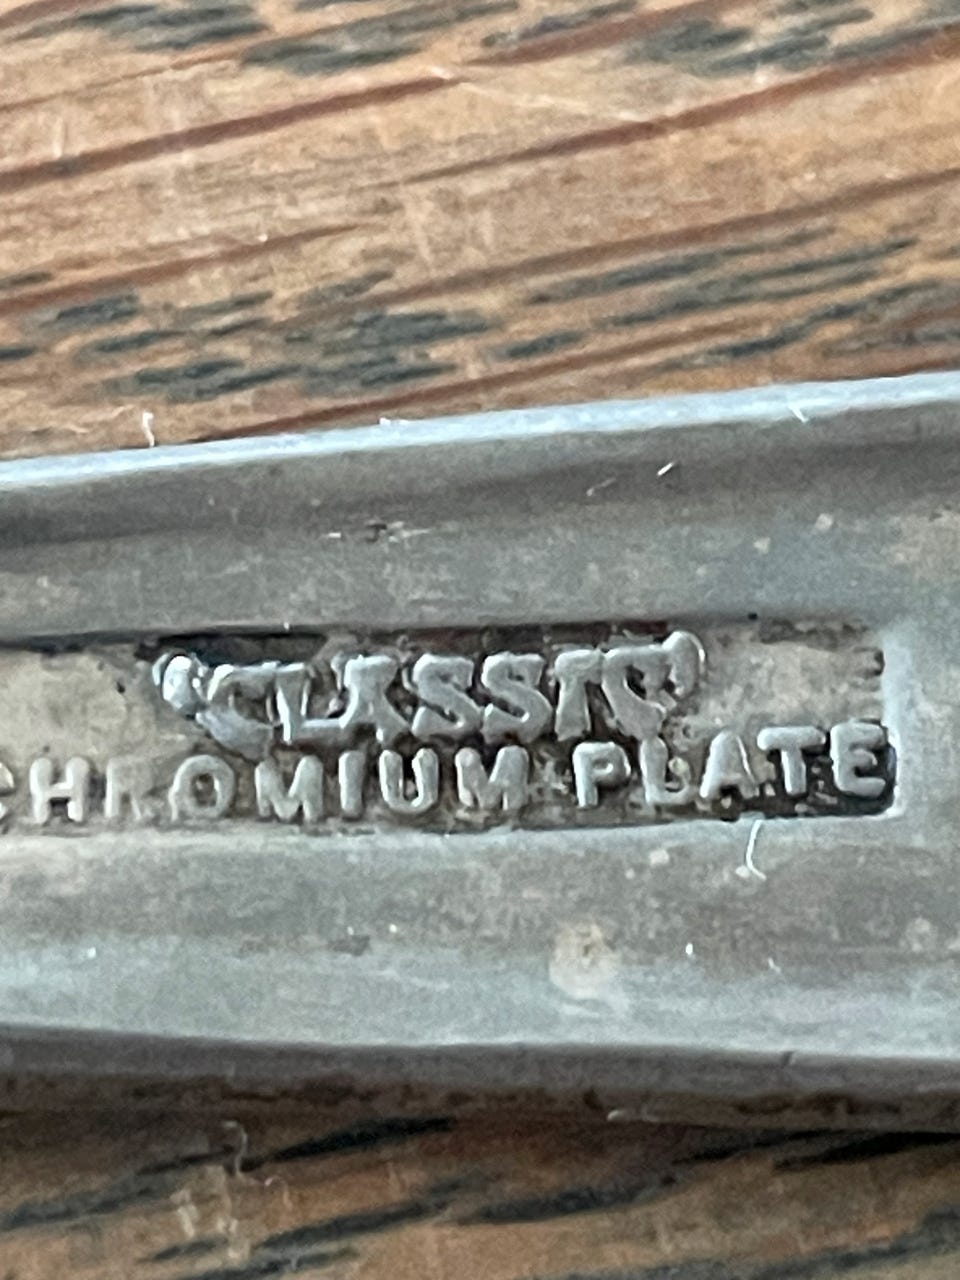 "CLASSIC"
CHROMIUM PLATE